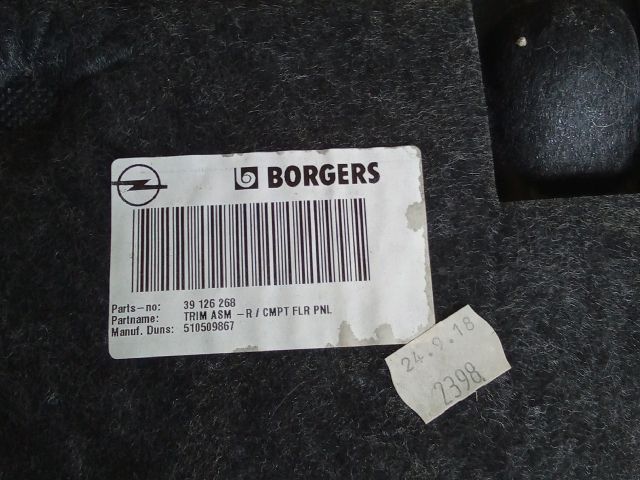 BORGERS
Parts-no: 39 126 268
Partname: TRIM ASM -R / CMPT FLR PNL
Manuf. Duns: 510509867
24.9.18
2398